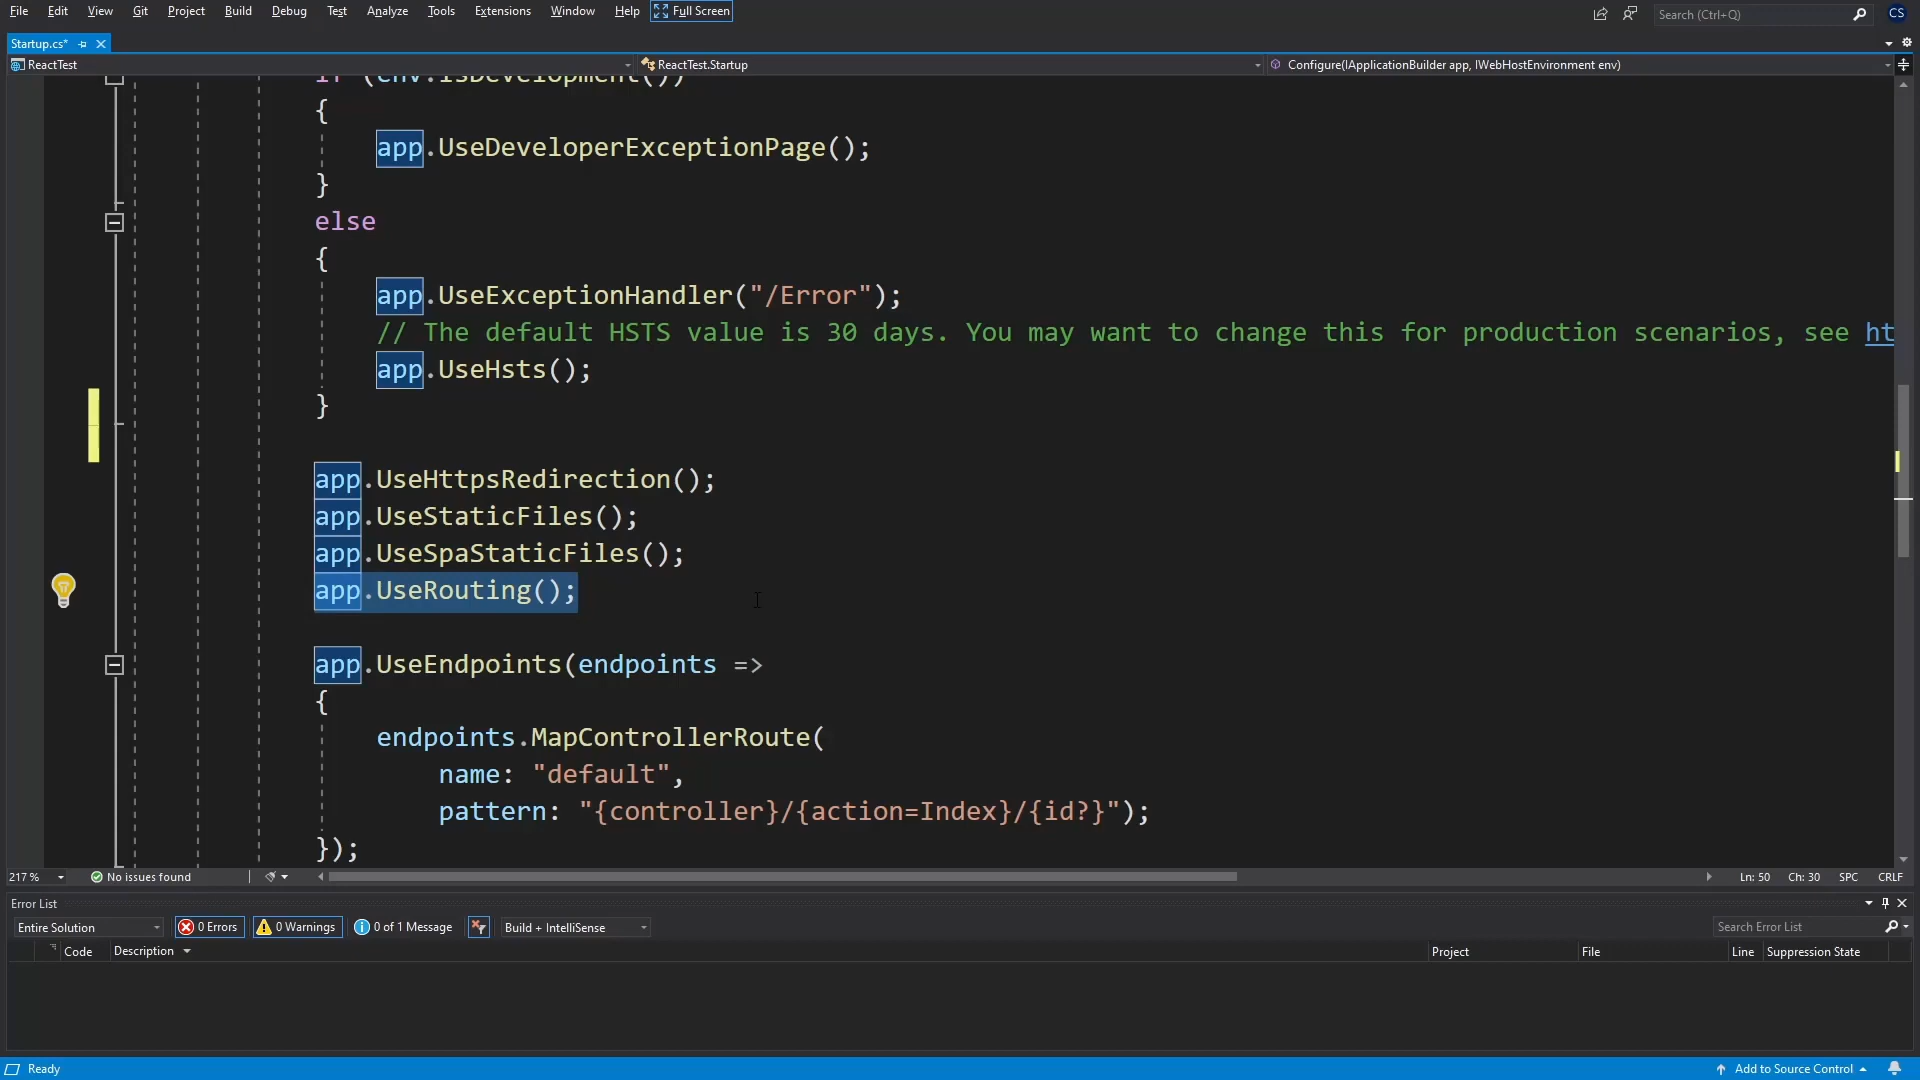 File Edit View Git Project Build Debug Test Analyze Tools Extensions Window Help Full Screen Search (Ctrl+Q) CS
Startup.cs*
ReactTest ReactTest.Startup Configure(IApplicationBuilder app, IWebHostEnvironment env)
if (env.IsDevelopment())
{
app.UseDeveloperExceptionPage();
}
else
{
app.UseExceptionHandler("/Error");
// The default HSTS value is 30 days. You may want to change this for production scenarios, see ht
app.UseHsts();
}
app.UseHttpsRedirection();
app.UseStaticFiles();
app.UseSpaStaticFiles();
app.UseRouting();
app.UseEndpoints(endpoints =>
{
endpoints.MapControllerRoute(
name: "default",
pattern: "{controller}/{action=Index}/{id?}");
});
217 % No issues found Ln: 50 Ch: 30 SPC CRLF
Error List
Entire Solution 0 Errors 0 Warnings 0 of 1 Message Build + IntelliSense Search Error List
Code Description Project File Line Suppression State
Ready Add to Source Control